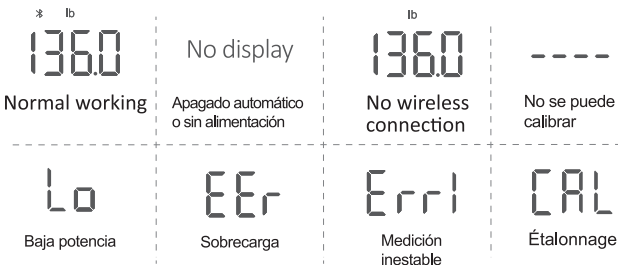 lb
136.0
Normal working
No display
Apagado automático
o sin alimentación
lb
136.0
No wireless
connection
----
No se puede
calibrar
Lo
Baja potencia
EEr
Sobrecarga
Err1
Medición
inestable
CAL
Étalonnage